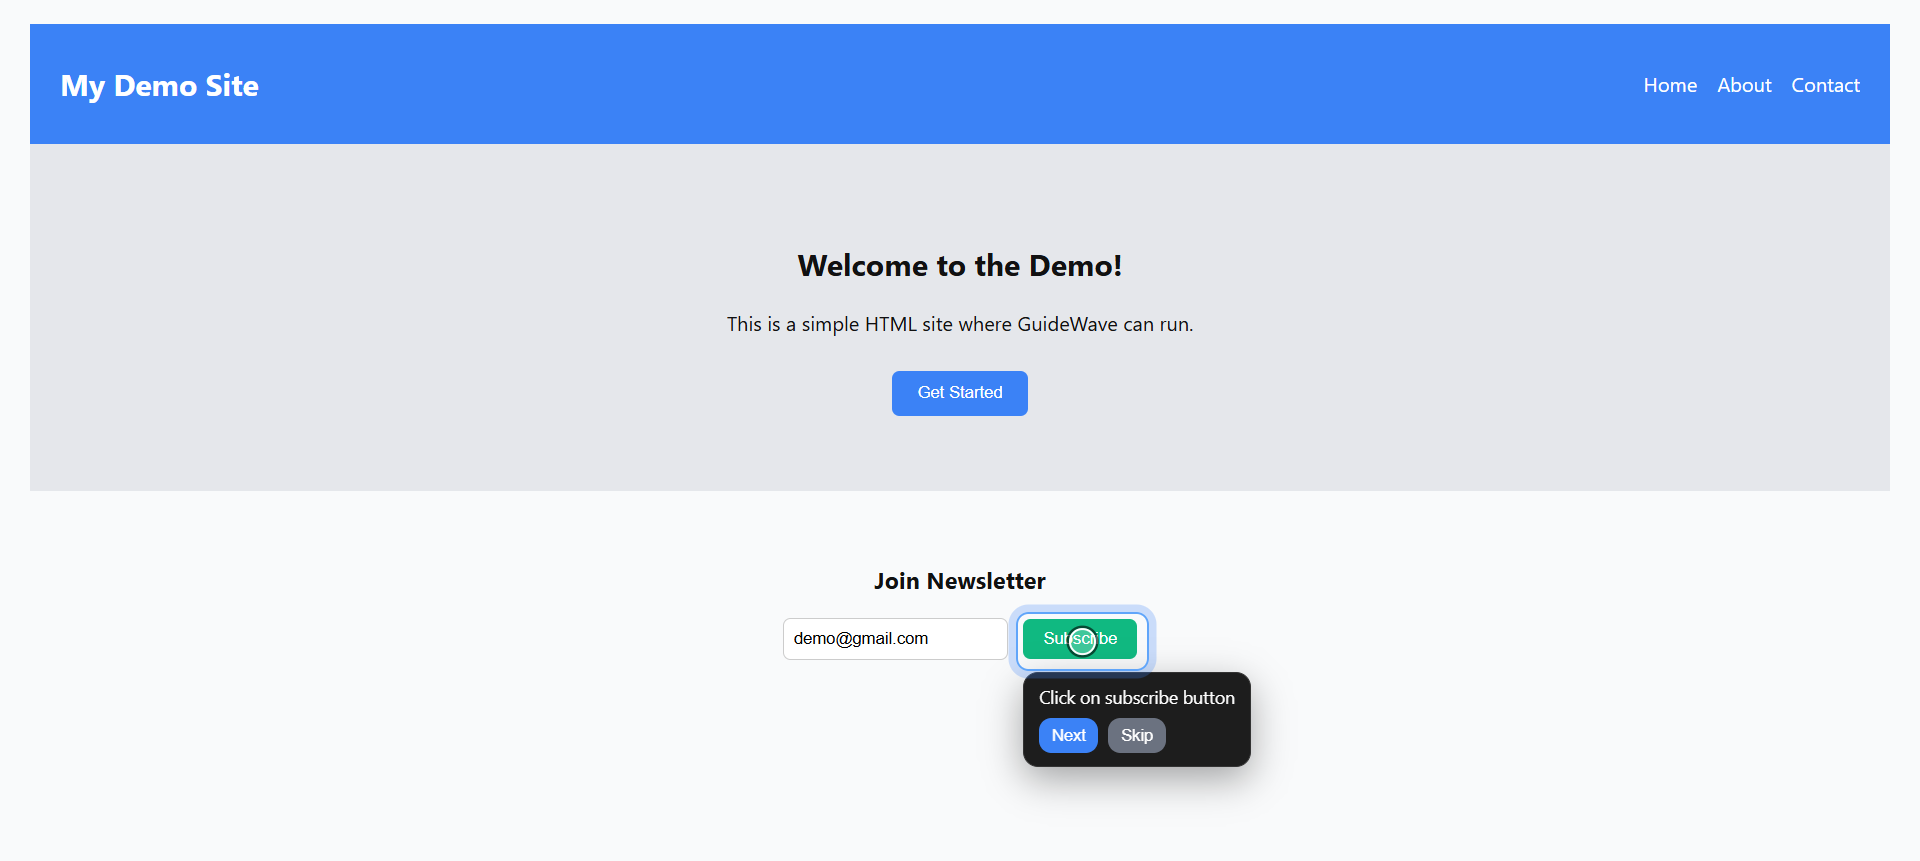 My Demo Site
Home About Contact
Welcome to the Demo!
This is a simple HTML site where GuideWave can run.
Get Started
Join Newsletter
demo@gmail.com Subscribe
Click on subscribe button
Next Skip